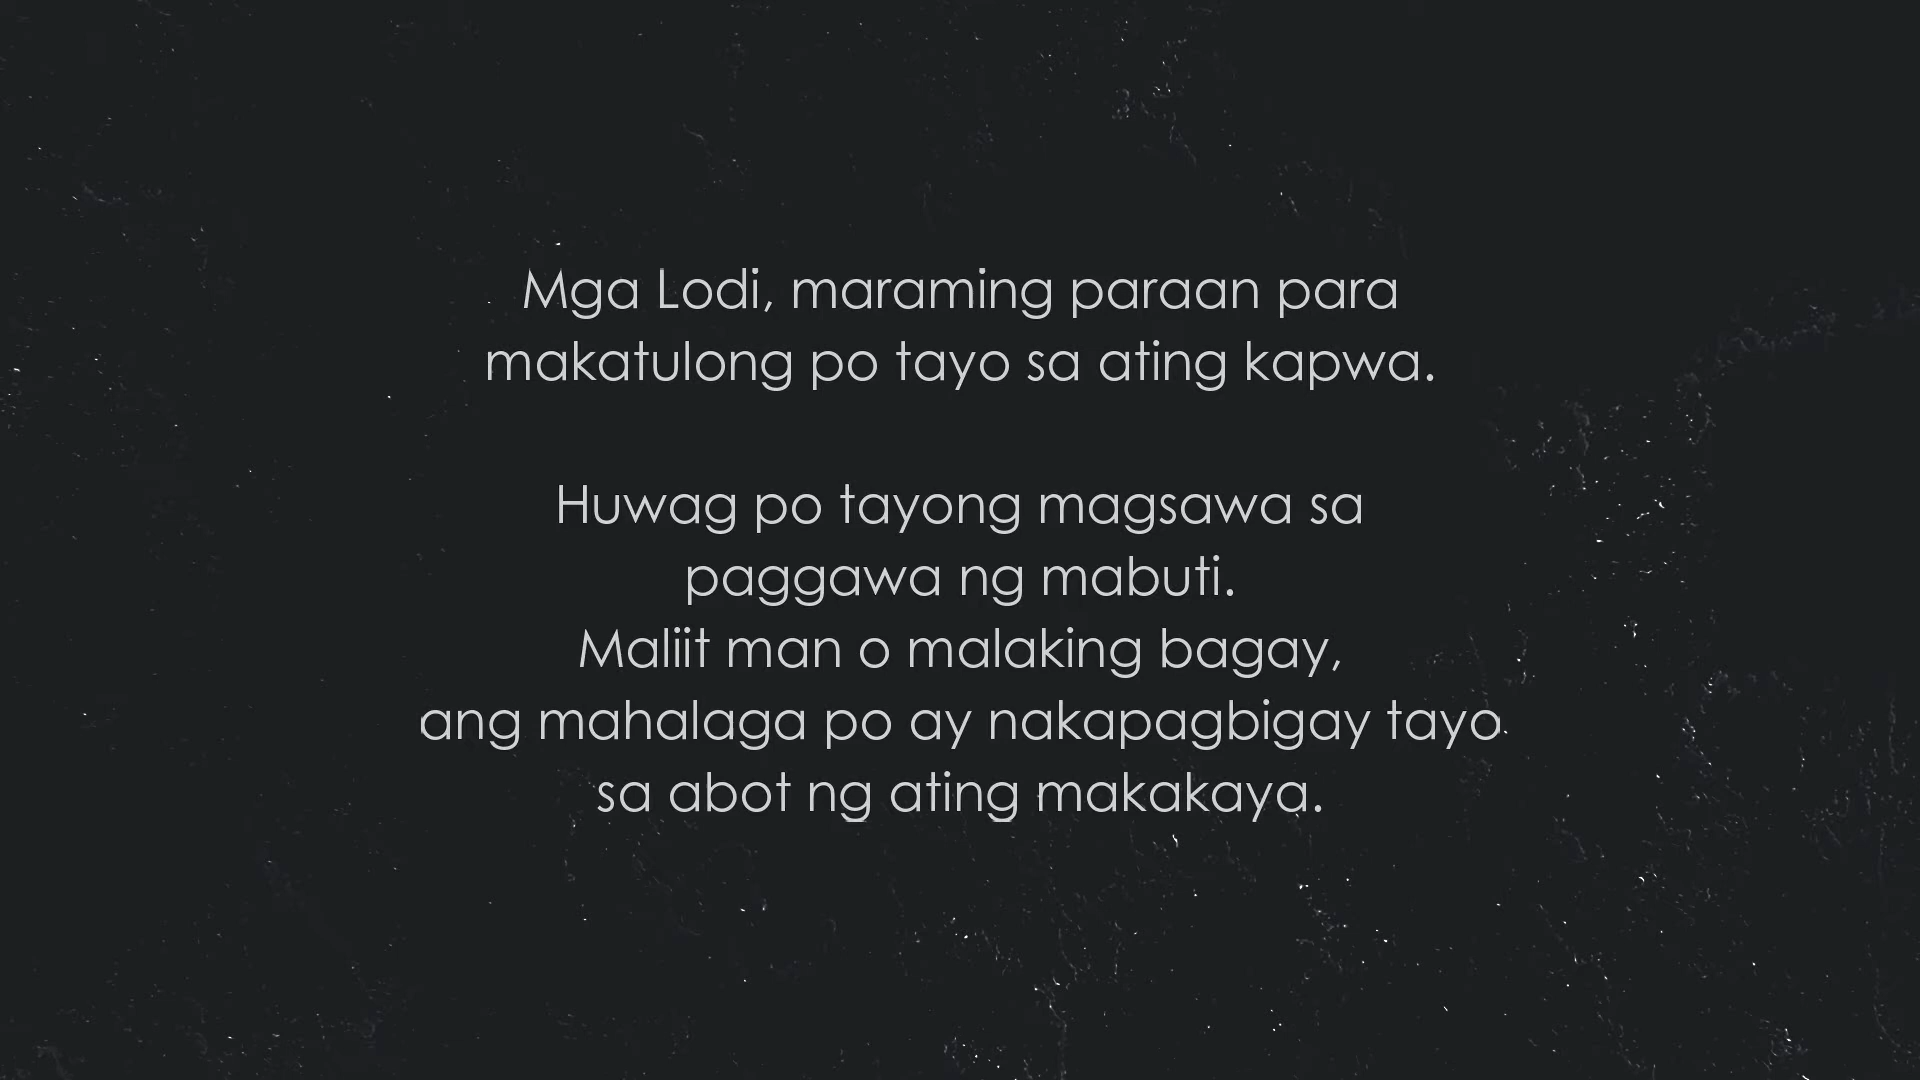 Mga Lodi, maraming paraan para
makatulong po tayo sa ating kapwa.
Huwag po tayong magsawa sa
paggawa ng mabuti.
Maliit man o malaking bagay,
ang mahalaga po ay nakapagbigay tayo
sa abot ng ating makakaya.